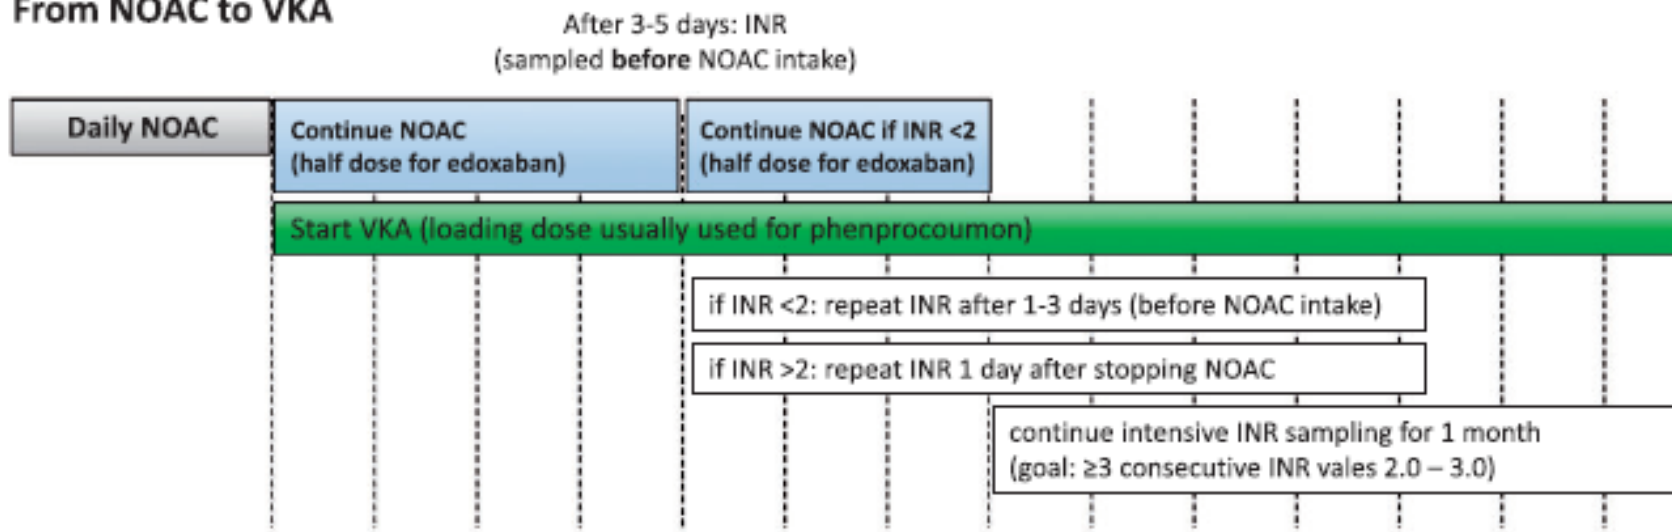 From NOAC to VKA
After 3-5 days: INR
(sampled before NOAC intake)
Daily NOAC
Continue NOAC
(half dose for edoxaban)
Continue NOAC if INR <2
(half dose for edoxaban)
Start VKA (loading dose usually used for phenprocoumon)
if INR <2: repeat INR after 1-3 days (before NOAC intake)
if INR >2: repeat INR 1 day after stopping NOAC
continue intensive INR sampling for 1 month
(goal: ≥3 consecutive INR vales 2.0 – 3.0)